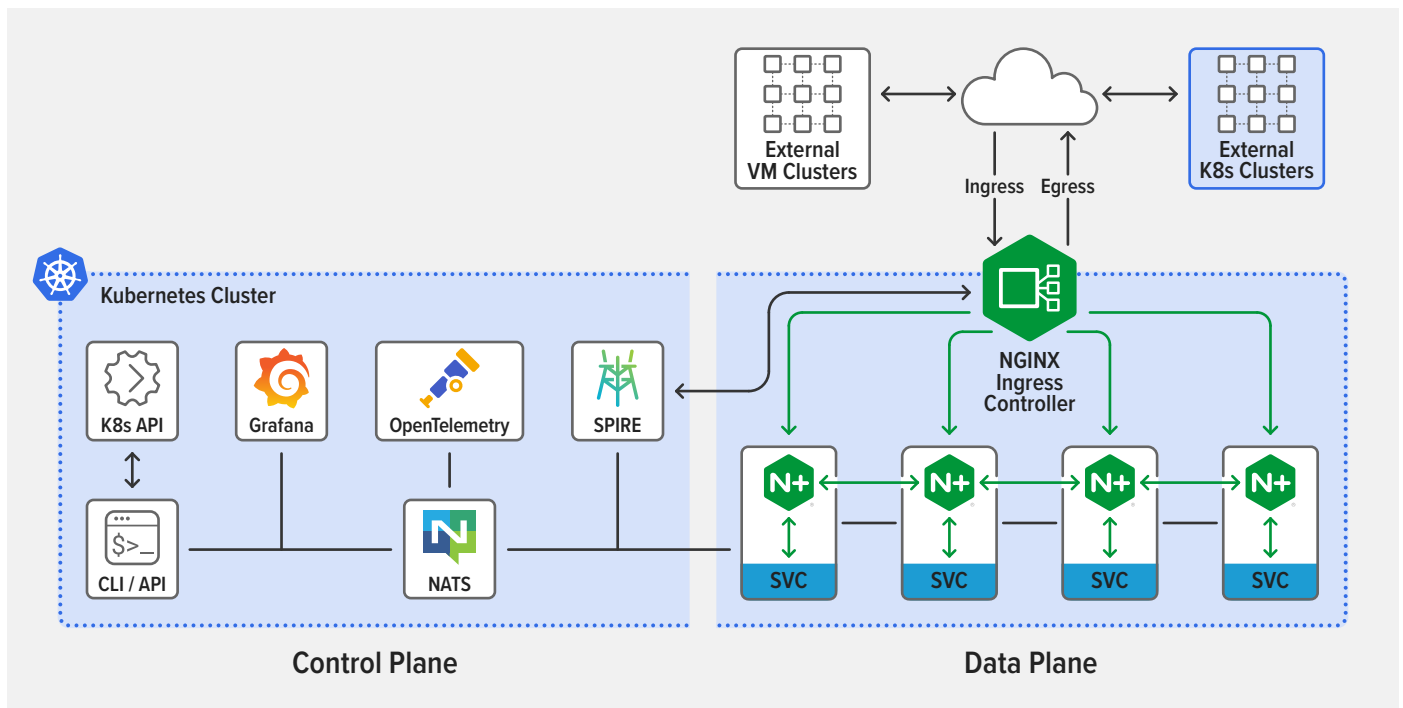 External
VM Clusters
External
K8s Clusters
Ingress
Egress
Kubernetes Cluster
NGINX
Ingress
Controller
K8s API
Grafana
OpenTelemetry
SPIRE
N+
N+
N+
N+
$>_
CLI / API
N
NATS
SVC
SVC
SVC
SVC
Control Plane
Data Plane